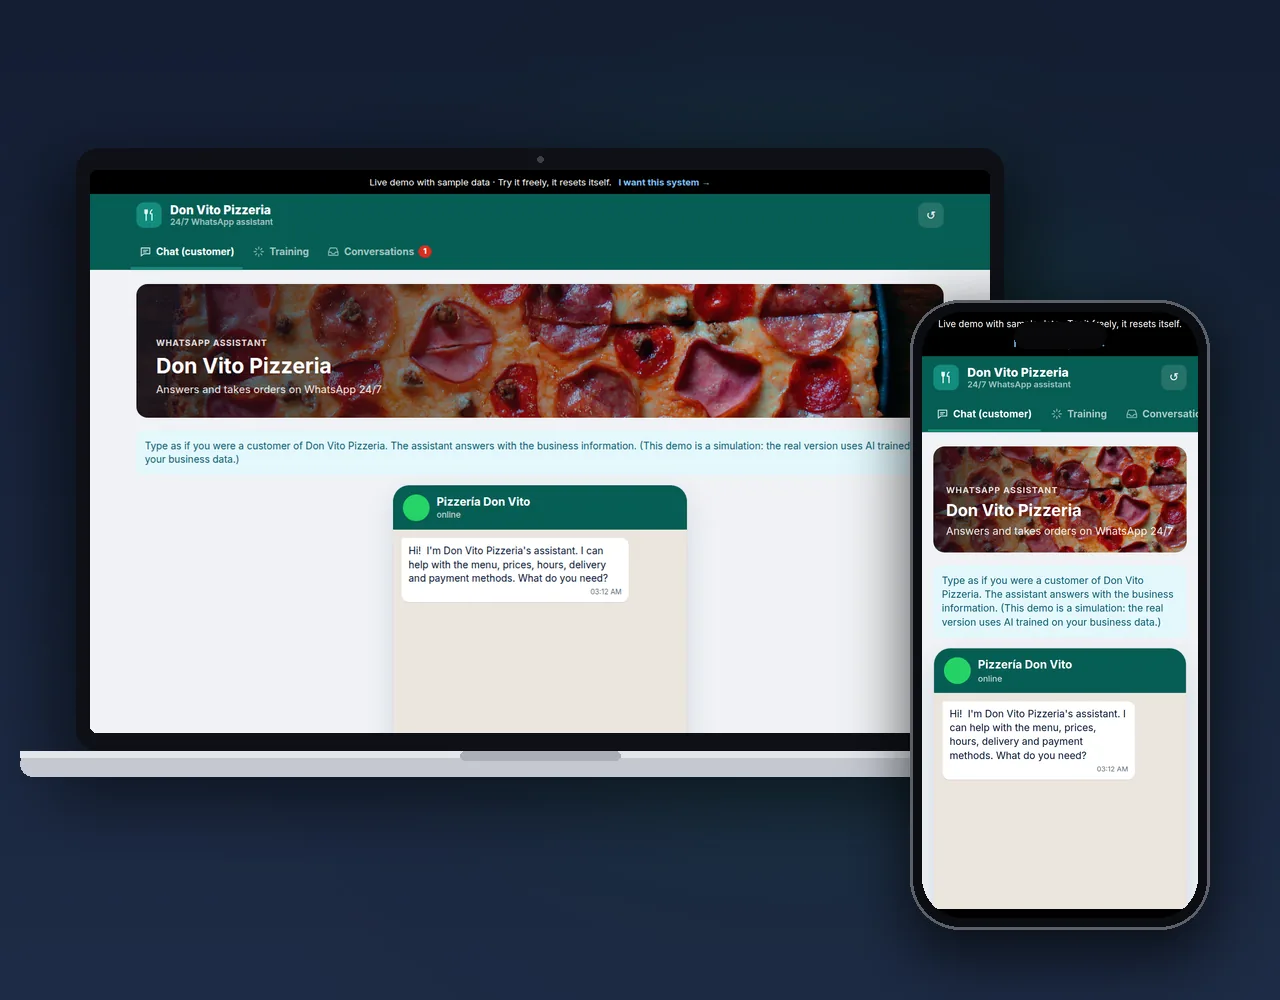 Live demo with sample data · Try it freely, it resets itself. I want this system →
Don Vito Pizzeria
24/7 WhatsApp assistant
↺
Chat (customer) Training Conversations 1
WHATSAPP ASSISTANT
Don Vito Pizzeria
Answers and takes orders on WhatsApp 24/7
Type as if you were a customer of Don Vito Pizzeria. The assistant answers with the business information. (This demo is a simulation: the real version uses AI trained
your business data.)
Pizzería Don Vito
online
Hi! I'm Don Vito Pizzeria's assistant. I can
help with the menu, prices, hours, delivery
and payment methods. What do you need?
03:12 AM
Live demo with it resets itself.
Don Vito Pizzeria
24/7 WhatsApp assistant
↺
Chat (customer) Training Conversatio
WHATSAPP ASSISTANT
Don Vito Pizzeria
Answers and takes orders on WhatsApp 24/7
Type as if you were a customer of Don Vito
Pizzeria. The assistant answers with the business
information. (This demo is a simulation: the real
version uses AI trained on your business data.)
Pizzería Don Vito
online
Hi! I'm Don Vito Pizzeria's assistant. I
can help with the menu, prices,
hours, delivery and payment
methods. What do you need?
03:12 AM